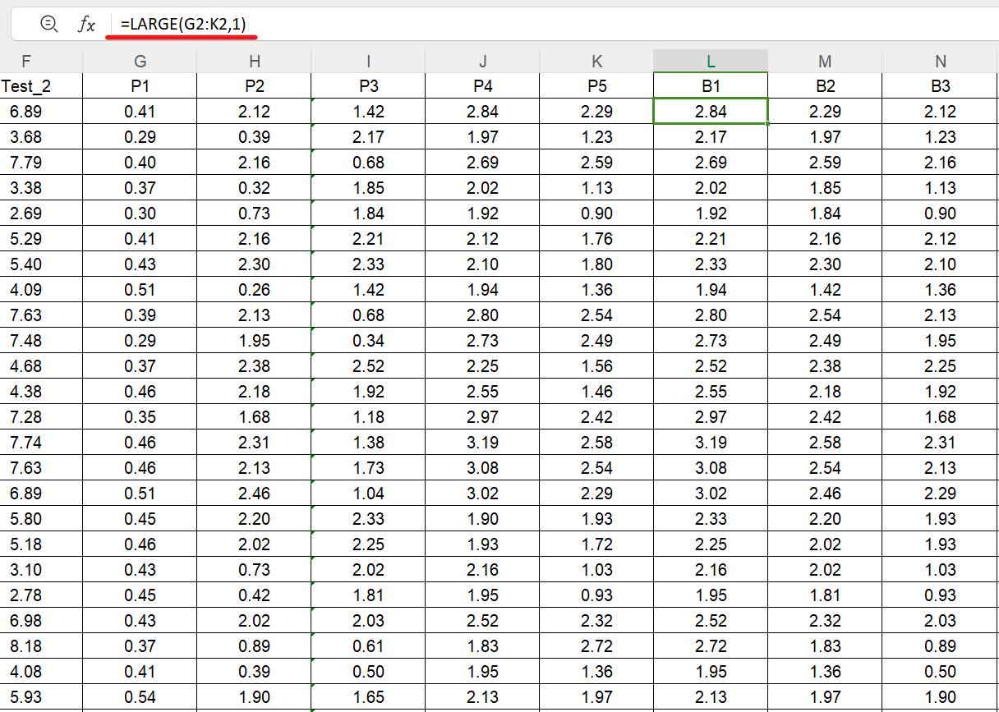 fx =LARGE(G2:K2,1)
F G H I J K L M N
Test_2 P1 P2 P3 P4 P5 B1 B2 B3
6.89 0.41 2.12 1.42 2.84 2.29 2.84 2.29 2.12
3.68 0.29 0.39 2.17 1.97 1.23 2.17 1.97 1.23
7.79 0.40 2.16 0.68 2.69 2.59 2.69 2.59 2.16
3.38 0.37 0.32 1.85 2.02 1.13 2.02 1.85 1.13
2.69 0.30 0.73 1.84 1.92 0.90 1.92 1.84 0.90
5.29 0.41 2.16 2.21 2.12 1.76 2.21 2.16 2.12
5.40 0.43 2.30 2.33 2.10 1.80 2.33 2.30 2.10
4.09 0.51 0.26 1.42 1.94 1.36 1.94 1.42 1.36
7.63 0.39 2.13 0.68 2.80 2.54 2.80 2.54 2.13
7.48 0.29 1.95 0.34 2.73 2.49 2.73 2.49 1.95
4.68 0.37 2.38 2.52 2.25 1.56 2.52 2.38 2.25
4.38 0.46 2.18 1.92 2.55 1.46 2.55 2.18 1.92
7.28 0.35 1.68 1.18 2.97 2.42 2.97 2.42 1.68
7.74 0.46 2.31 1.38 3.19 2.58 3.19 2.58 2.31
7.63 0.46 2.13 1.73 3.08 2.54 3.08 2.54 2.13
6.89 0.51 2.46 1.04 3.02 2.29 3.02 2.46 2.29
5.80 0.45 2.20 2.33 1.90 1.93 2.33 2.20 1.93
5.18 0.46 2.02 2.25 1.93 1.72 2.25 2.02 1.93
3.10 0.43 0.73 2.02 2.16 1.03 2.16 2.02 1.03
2.78 0.45 0.42 1.81 1.95 0.93 1.95 1.81 0.93
6.98 0.43 2.02 2.03 2.52 2.32 2.52 2.32 2.03
8.18 0.37 0.89 0.61 1.83 2.72 2.72 1.83 0.89
4.08 0.41 0.39 0.50 1.95 1.36 1.95 1.36 0.50
5.93 0.54 1.90 1.65 2.13 1.97 2.13 1.97 1.90